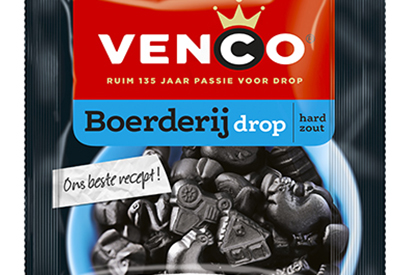 VENCO
RUIM 135 JAAR PASSIE VOOR DROP
Boerderij drop hard
zout
Ons beste recept!